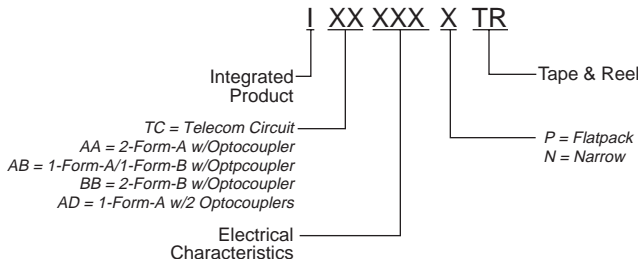 I XX XXX X TR
Integrated
Product
Tape & Reel
TC = Telecom Circuit
AA = 2-Form-A w/Optocoupler
AB = 1-Form-A/1-Form-B w/Optpcoupler
BB = 2-Form-B w/Optocoupler
AD = 1-Form-A w/2 Optocouplers
P = Flatpack
N = Narrow
Electrical
Characteristics